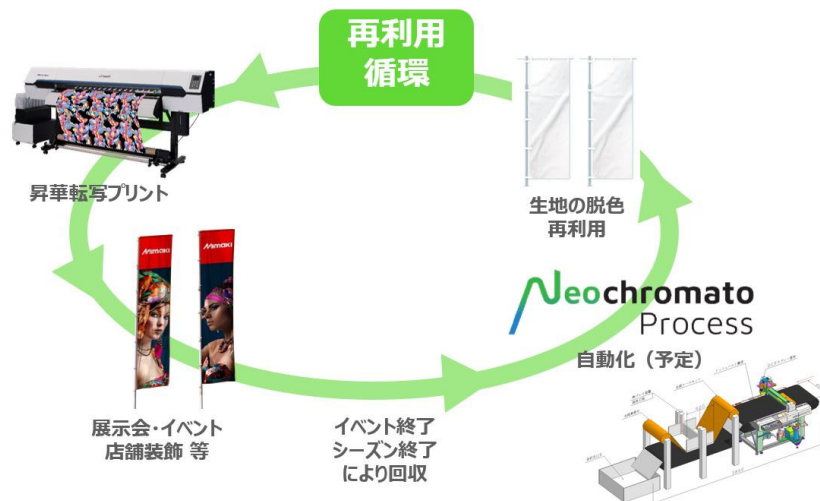 再利用
循環
昇華転写プリント
生地の脱色
再利用
Mimaki
Mimaki
Neochromato
Process
自動化（予定）
展示会・イベント
店舗装飾 等
イベント終了
シーズン終了
により回収